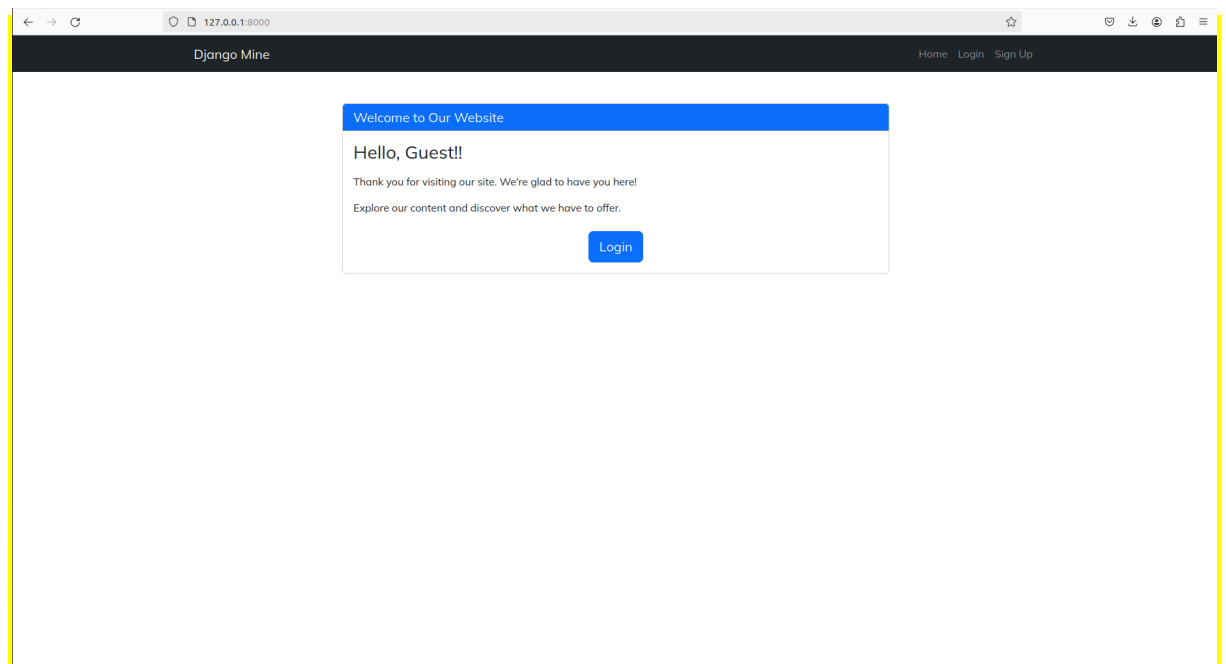 127.0.0.1:8000
Django Mine
Home Login Sign Up
Welcome to Our Website
Hello, Guest!!
Thank you for visiting our site. We're glad to have you here!
Explore our content and discover what we have to offer.
Login